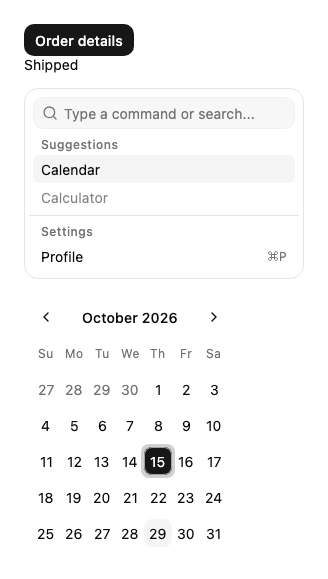 Order details
Shipped
Type a command or search...
Suggestions
Calendar
Calculator
Settings
Profile ⌘P
October 2026
Su Mo Tu We Th Fr Sa
27 28 29 30 1 2 3
4 5 6 7 8 9 10
11 12 13 14 15 16 17
18 19 20 21 22 23 24
25 26 27 28 29 30 31